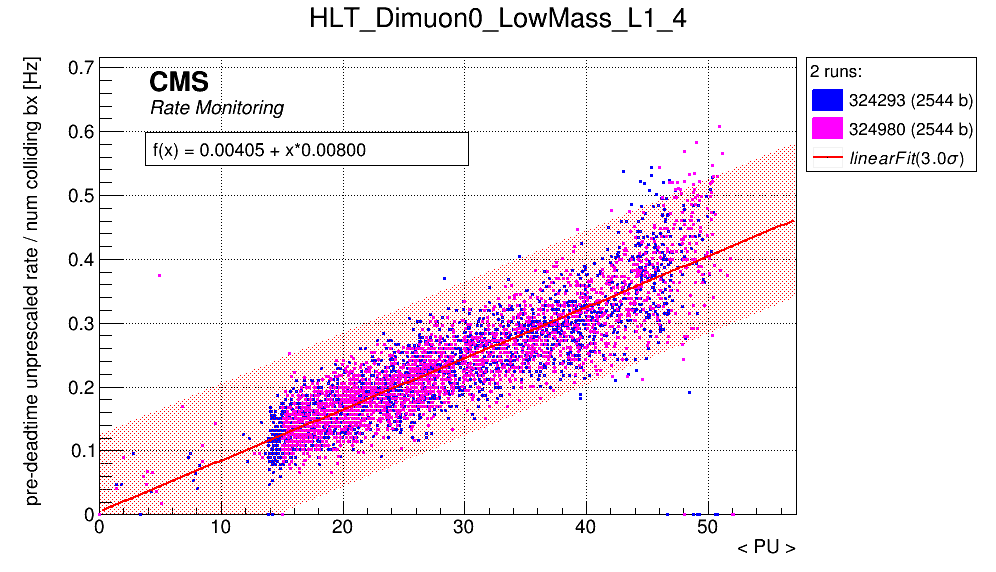 HLT_Dimuon0_LowMass_L1_4
pre-deadtime unprescaled rate / num colliding bx [Hz]
CMS
Rate Monitoring
f(x) = 0.00405 + x*0.00800
0.7
0.6
0.5
0.4
0.3
0.2
0.1
0
0 10 20 30 40 50
< PU >
2 runs:
324293 (2544 b)
324980 (2544 b)
linearFit(3.0σ)